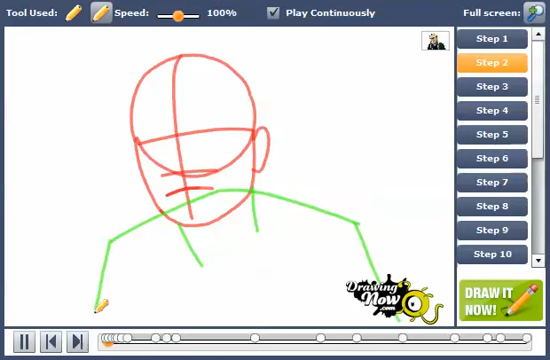 Tool Used: Speed: 100% Play Continuously Full screen:
Step 1
Step 2
Step 3
Step 4
Step 5
Step 6
Step 7
Step 8
Step 9
Step 10
Drawing
Now.com
DRAW IT
NOW!